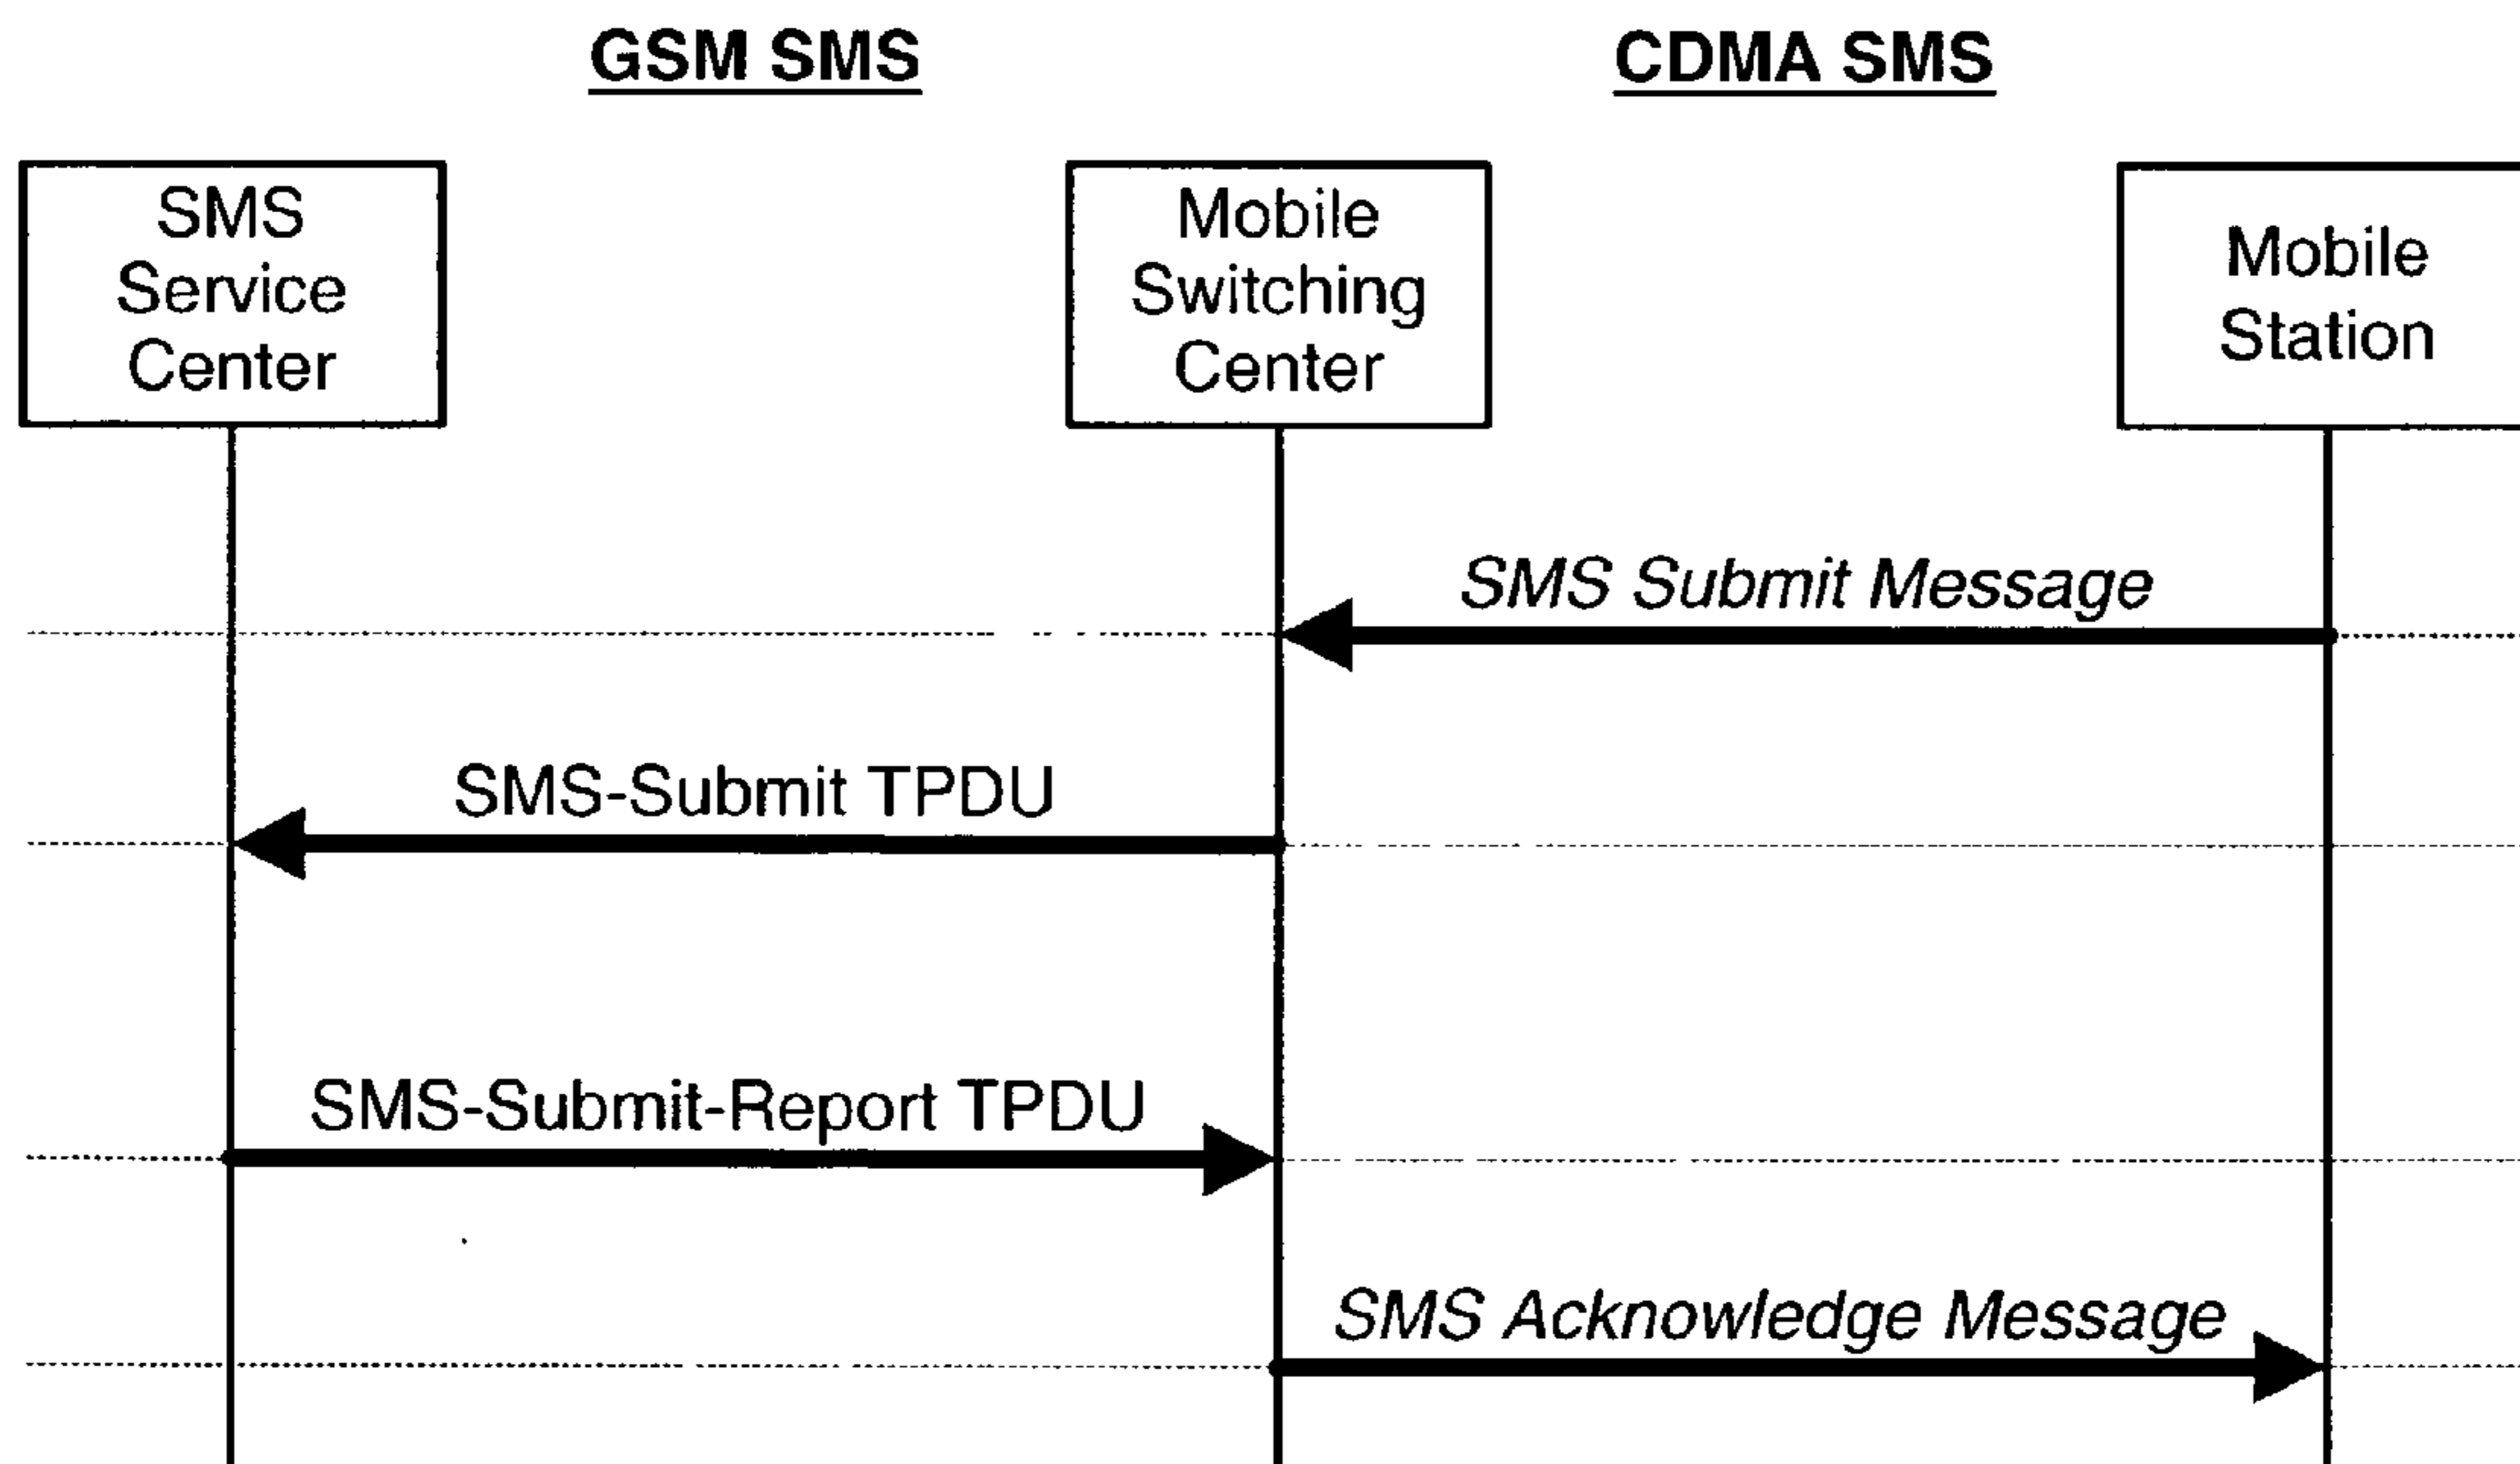 GSM SMS
CDMA SMS
SMS
Service
Center
Mobile
Switching
Center
Mobile
Station
SMS Submit Message
SMS-Submit TPDU
SMS-Submit-Report TPDU
SMS Acknowledge Message